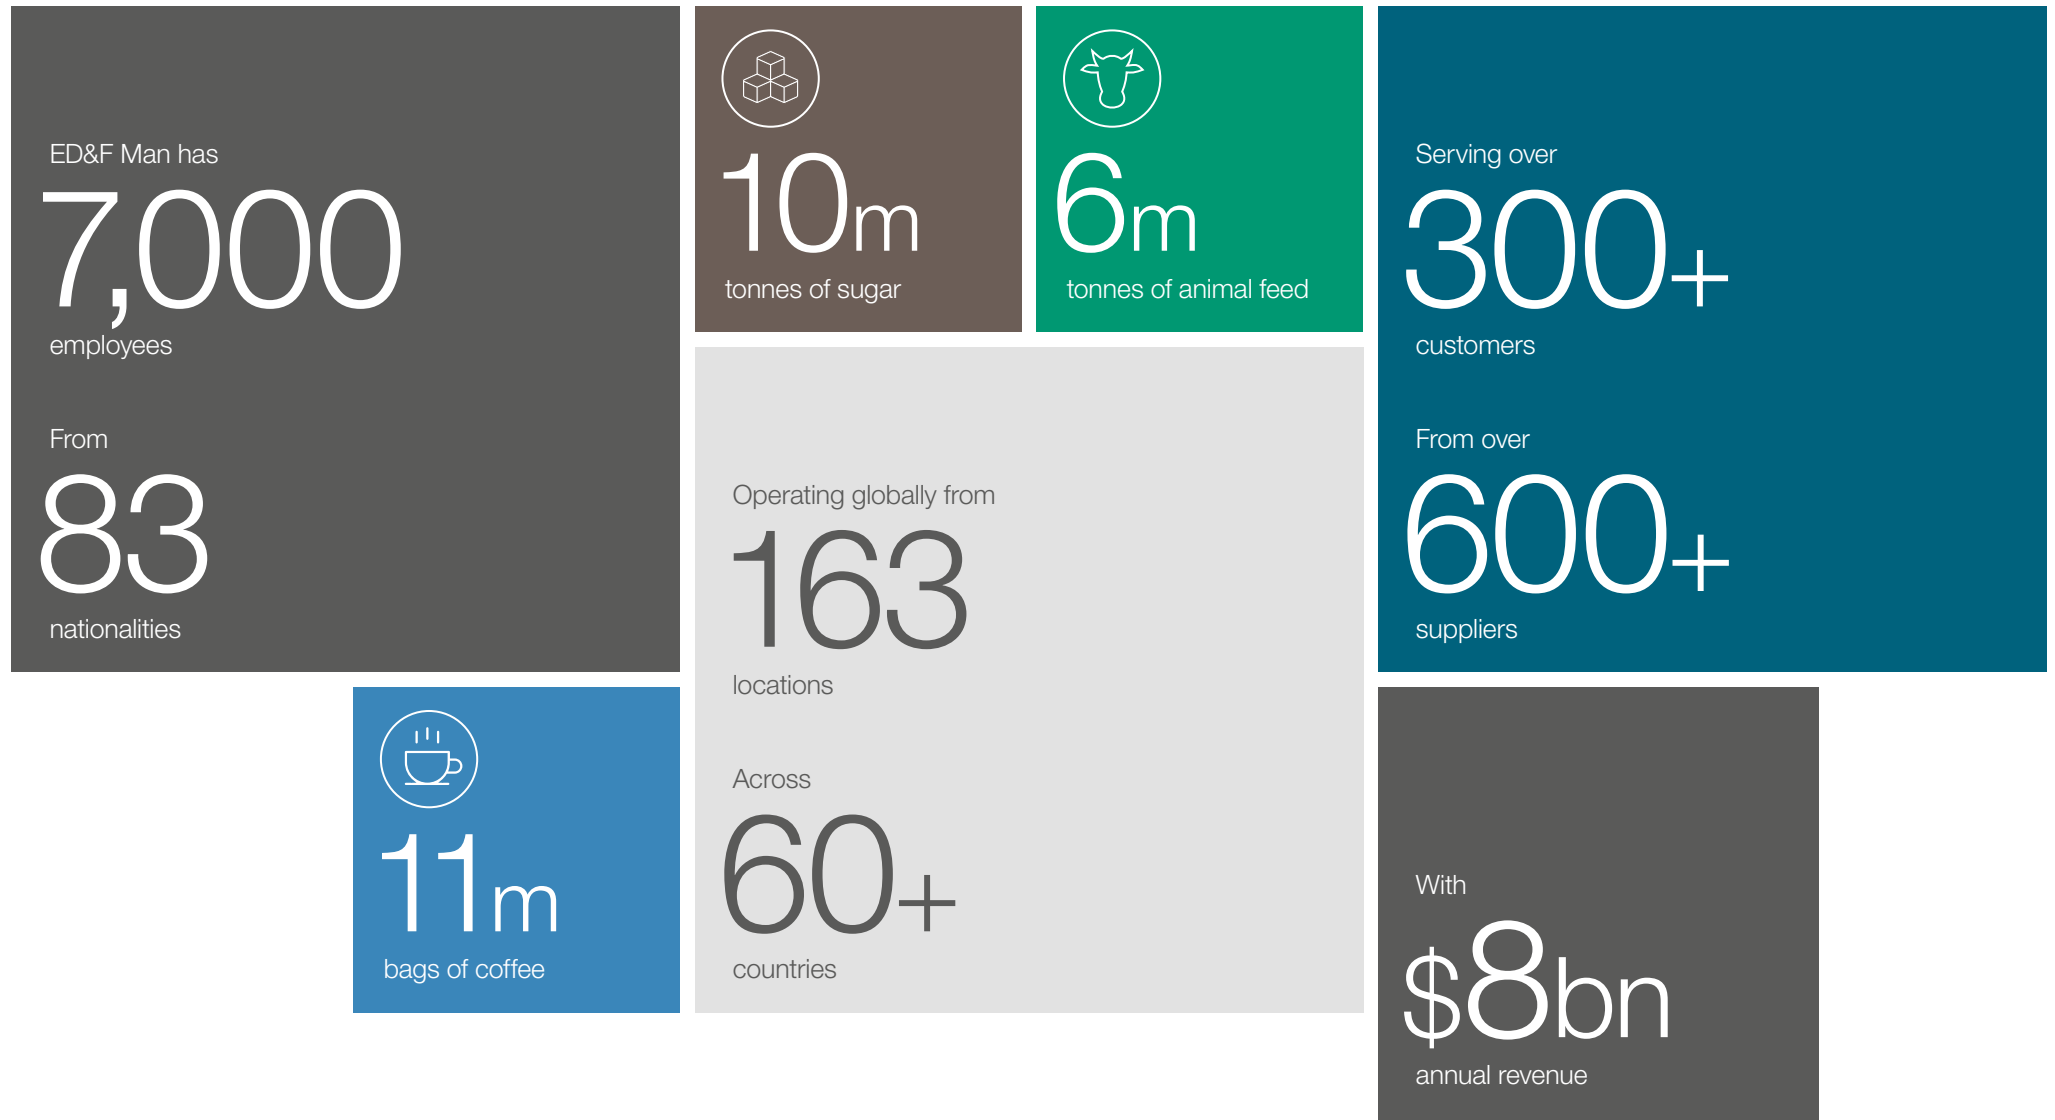 ED&F Man has
7,000
employees
From
83
nationalities
10m
tonnes of sugar
6m
tonnes of animal feed
Serving over
300+
customers
From over
600+
suppliers
Operating globally from
163
locations
Across
60+
countries
11m
bags of coffee
With
$8bn
annual revenue